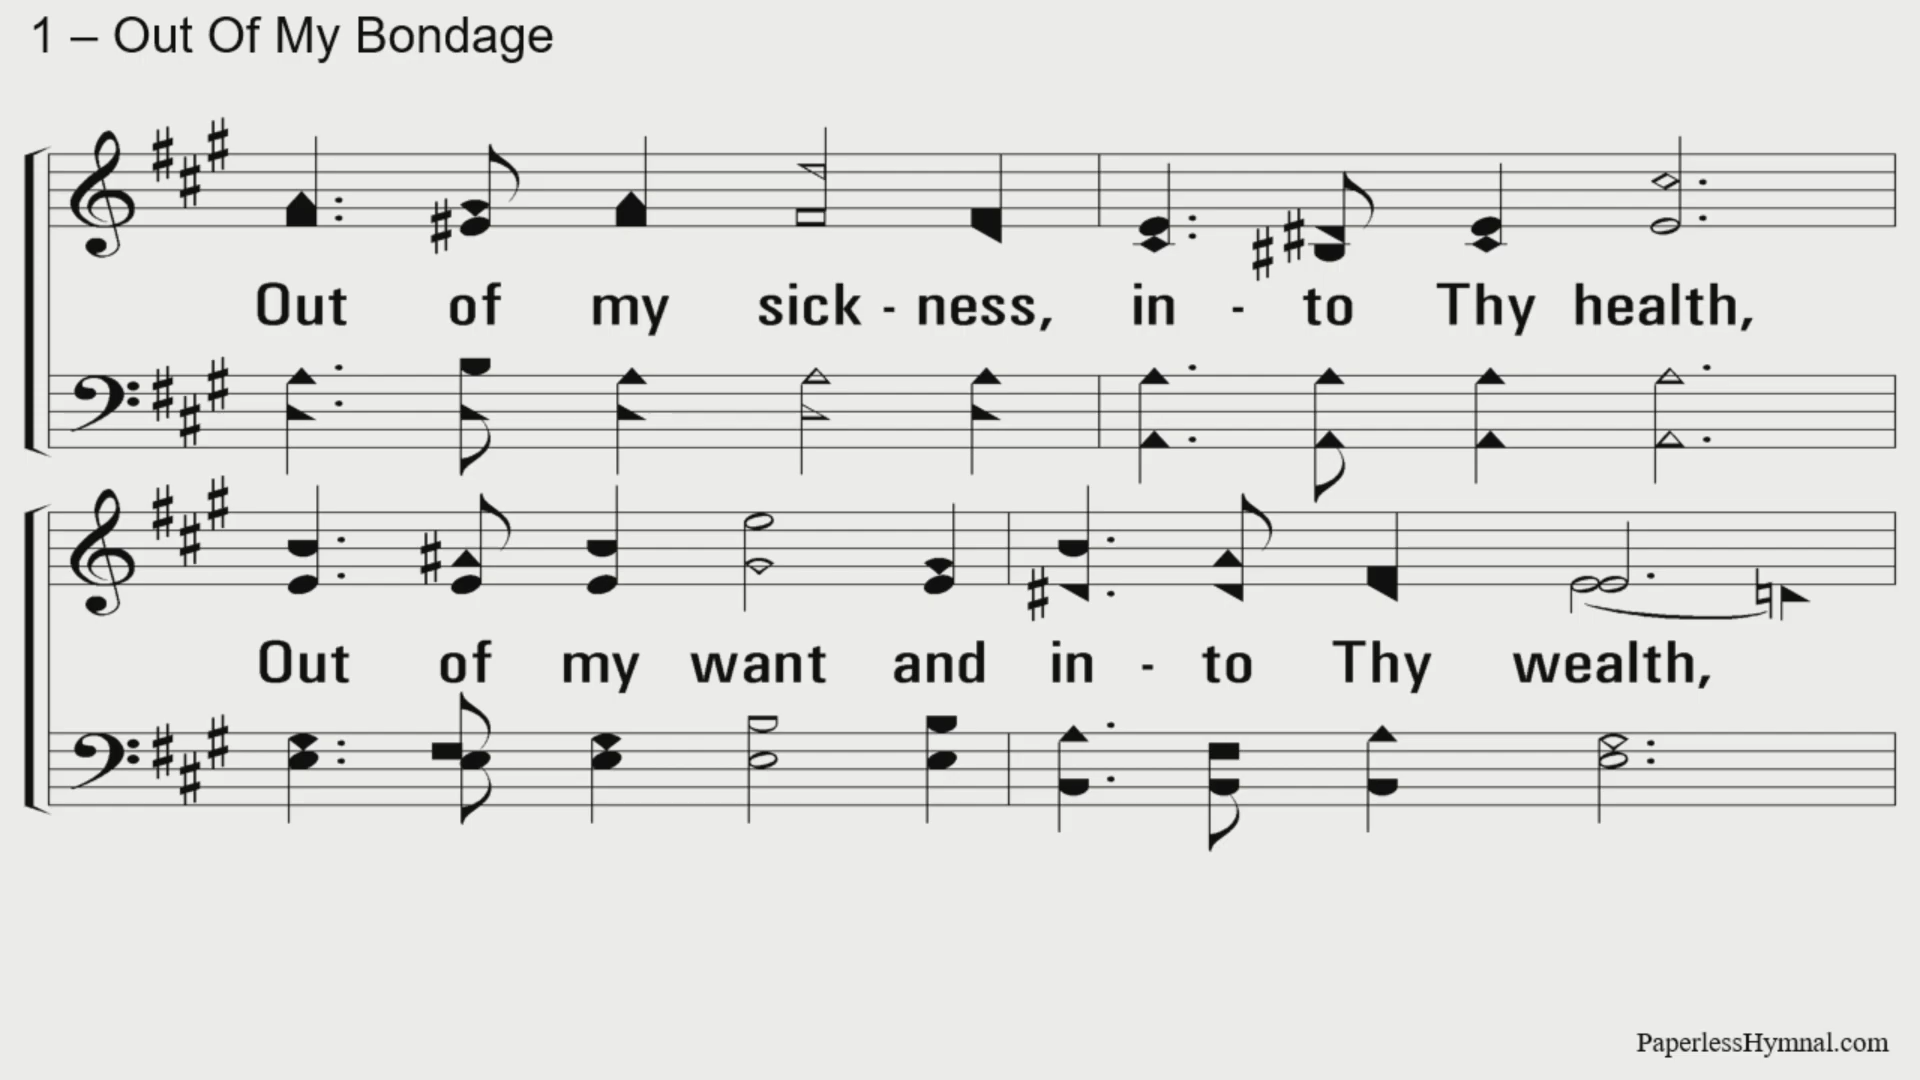 1 – Out Of My Bondage
Out of my sick - ness, in - to Thy health,
Out of my want and in - to Thy wealth,
PaperlessHymnal.com